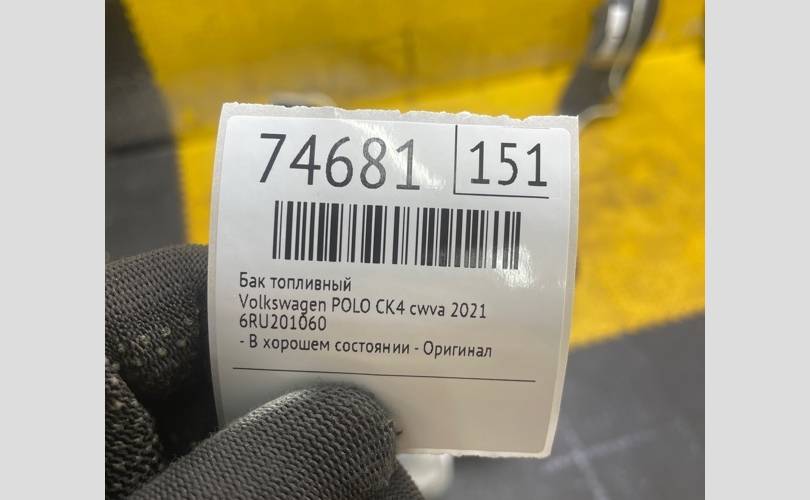 74681 151
Бак топливный
Volkswagen POLO CK4 cwva 2021
6RU201060
- В хорошем состоянии - Оригинал